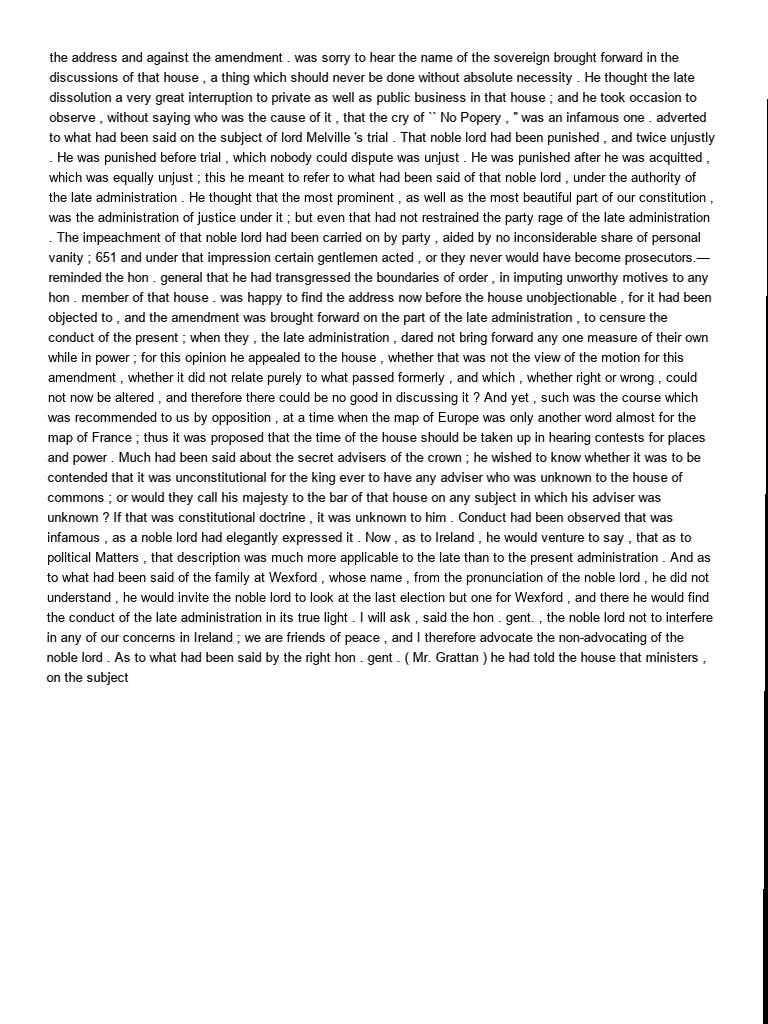 the address and against the amendment . was sorry to hear the name of the sovereign brought forward in the
discussions of that house , a thing which should never be done without absolute necessity . He thought the late
dissolution a very great interruption to private as well as public business in that house ; and he took occasion to
observe , without saying who was the cause of it , that the cry of `` No Popery , '' was an infamous one . adverted
to what had been said on the subject of lord Melville 's trial . That noble lord had been punished , and twice unjustly
. He was punished before trial , which nobody could dispute was unjust . He was punished after he was acquitted ,
which was equally unjust ; this he meant to refer to what had been said of that noble lord , under the authority of
the late administration . He thought that the most prominent , as well as the most beautiful part of our constitution ,
was the administration of justice under it ; but even that had not restrained the party rage of the late administration
. The impeachment of that noble lord had been carried on by party , aided by no inconsiderable share of personal
vanity ; 651 and under that impression certain gentlemen acted , or they never would have become prosecutors.—
reminded the hon . general that he had transgressed the boundaries of order , in imputing unworthy motives to any
hon . member of that house . was happy to find the address now before the house unobjectionable , for it had been
objected to , and the amendment was brought forward on the part of the late administration , to censure the
conduct of the present ; when they , the late administration , dared not bring forward any one measure of their own
while in power ; for this opinion he appealed to the house , whether that was not the view of the motion for this
amendment , whether it did not relate purely to what passed formerly , and which , whether right or wrong , could
not now be altered , and therefore there could be no good in discussing it ? And yet , such was the course which
was recommended to us by opposition , at a time when the map of Europe was only another word almost for the
map of France ; thus it was proposed that the time of the house should be taken up in hearing contests for places
and power . Much had been said about the secret advisers of the crown ; he wished to know whether it was to be
contended that it was unconstitutional for the king ever to have any adviser who was unknown to the house of
commons ; or would they call his majesty to the bar of that house on any subject in which his adviser was
unknown ? If that was constitutional doctrine , it was unknown to him . Conduct had been observed that was
infamous , as a noble lord had elegantly expressed it . Now , as to Ireland , he would venture to say , that as to
political Matters , that description was much more applicable to the late than to the present administration . And as
to what had been said of the family at Wexford , whose name , from the pronunciation of the noble lord , he did not
understand , he would invite the noble lord to look at the last election but one for Wexford , and there he would find
the conduct of the late administration in its true light . I will ask , said the hon . gent. , the noble lord not to interfere
in any of our concerns in Ireland ; we are friends of peace , and I therefore advocate the non-advocating of the
noble lord . As to what had been said by the right hon . gent . ( Mr. Grattan ) he had told the house that ministers ,
on the subject